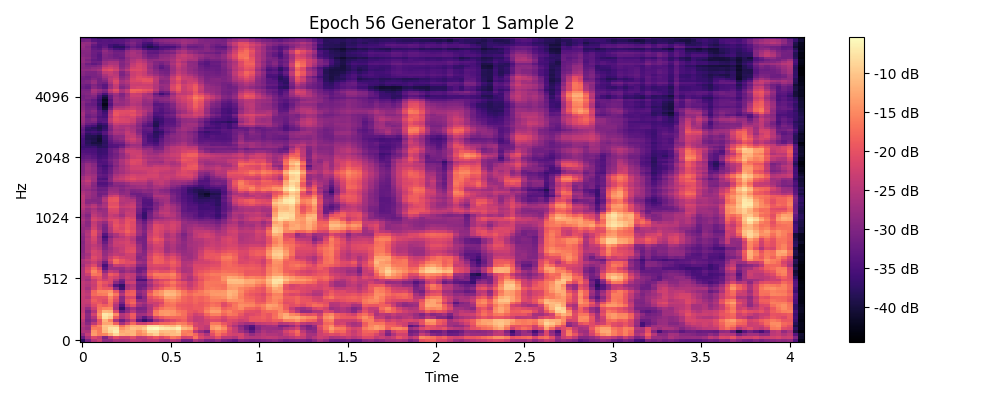 Epoch 56 Generator 1 Sample 2
Hz
4096
2048
1024
512
0
0 0.5 1 1.5 2 2.5 3 3.5 4
Time
-10 dB
-15 dB
-20 dB
-25 dB
-30 dB
-35 dB
-40 dB